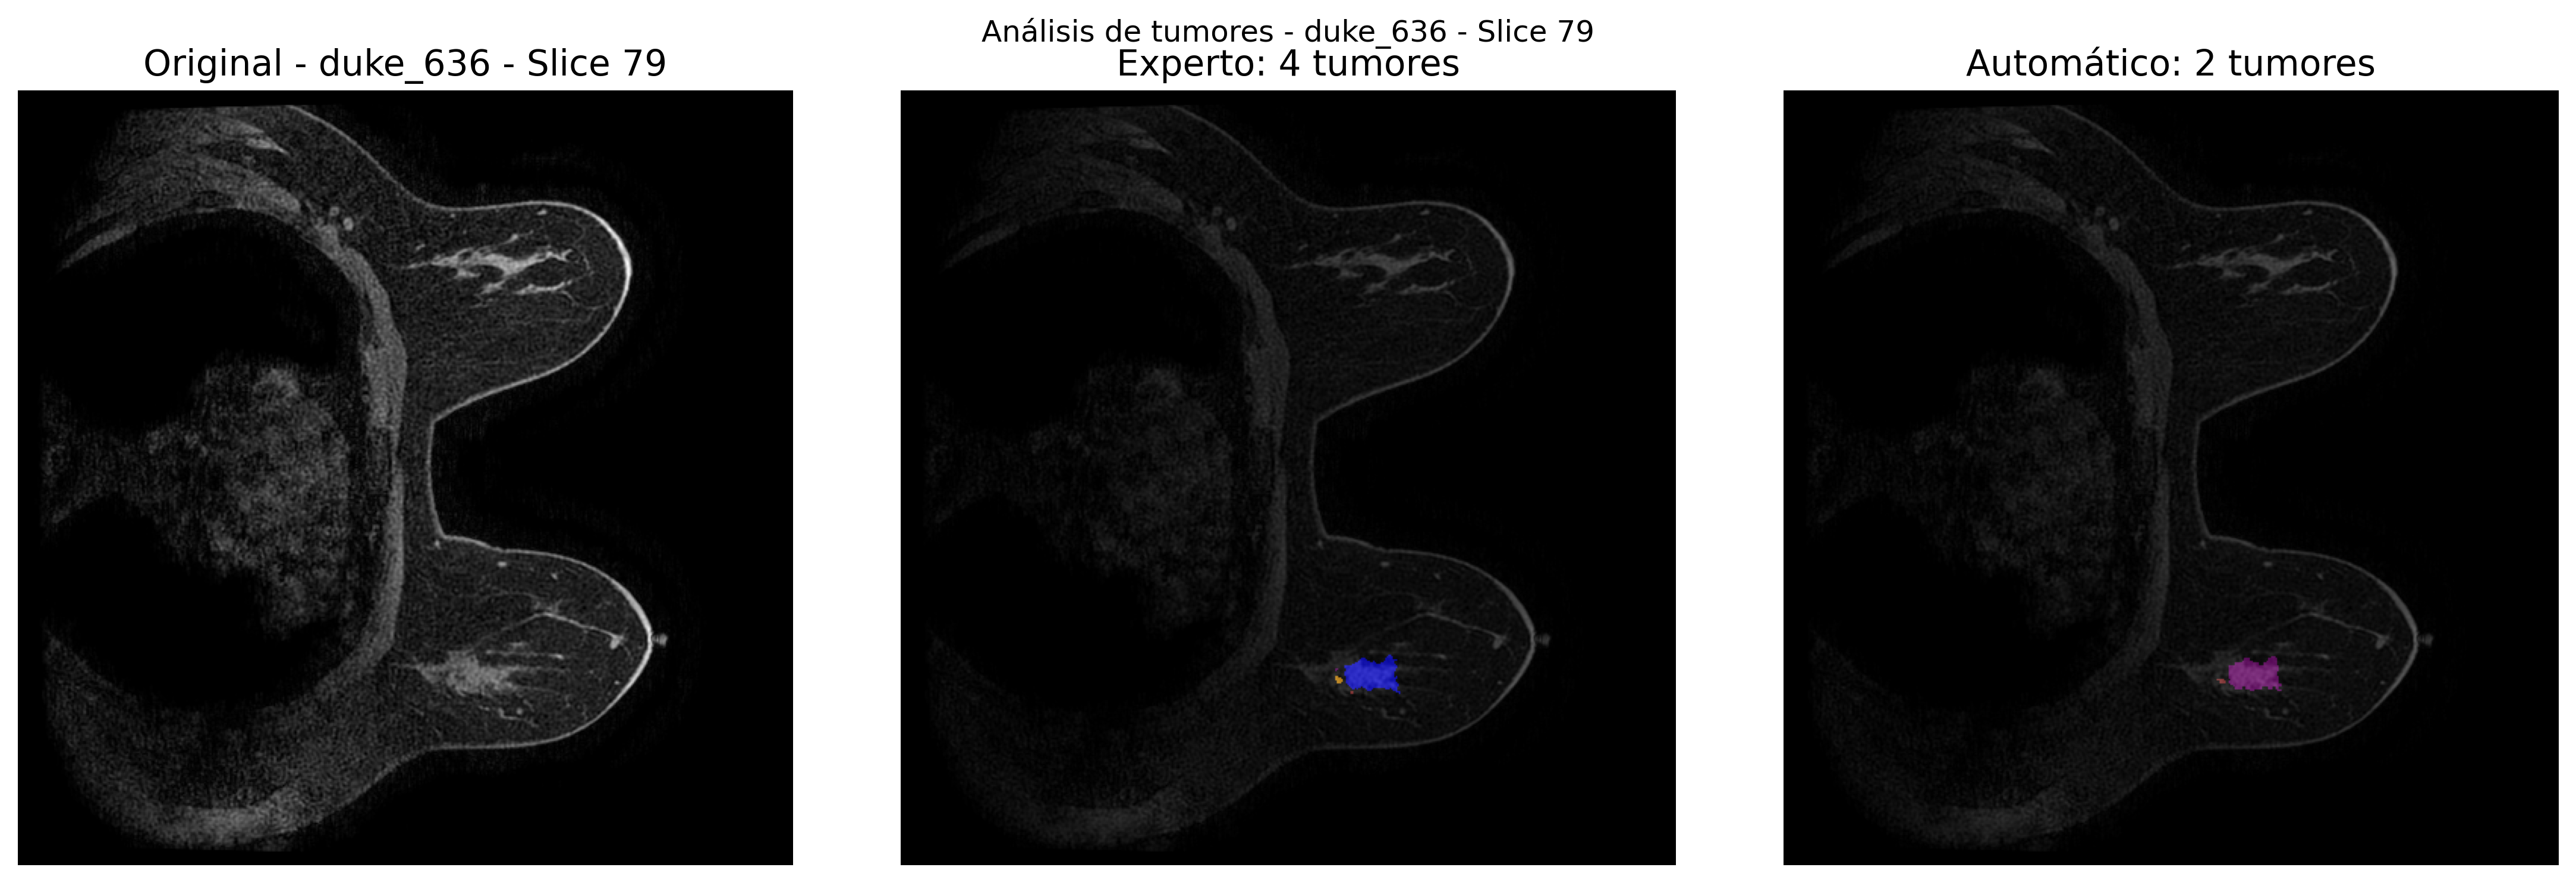 Análisis de tumores - duke_636 - Slice 79
Original - duke_636 - Slice 79
Experto: 4 tumores
Automático: 2 tumores